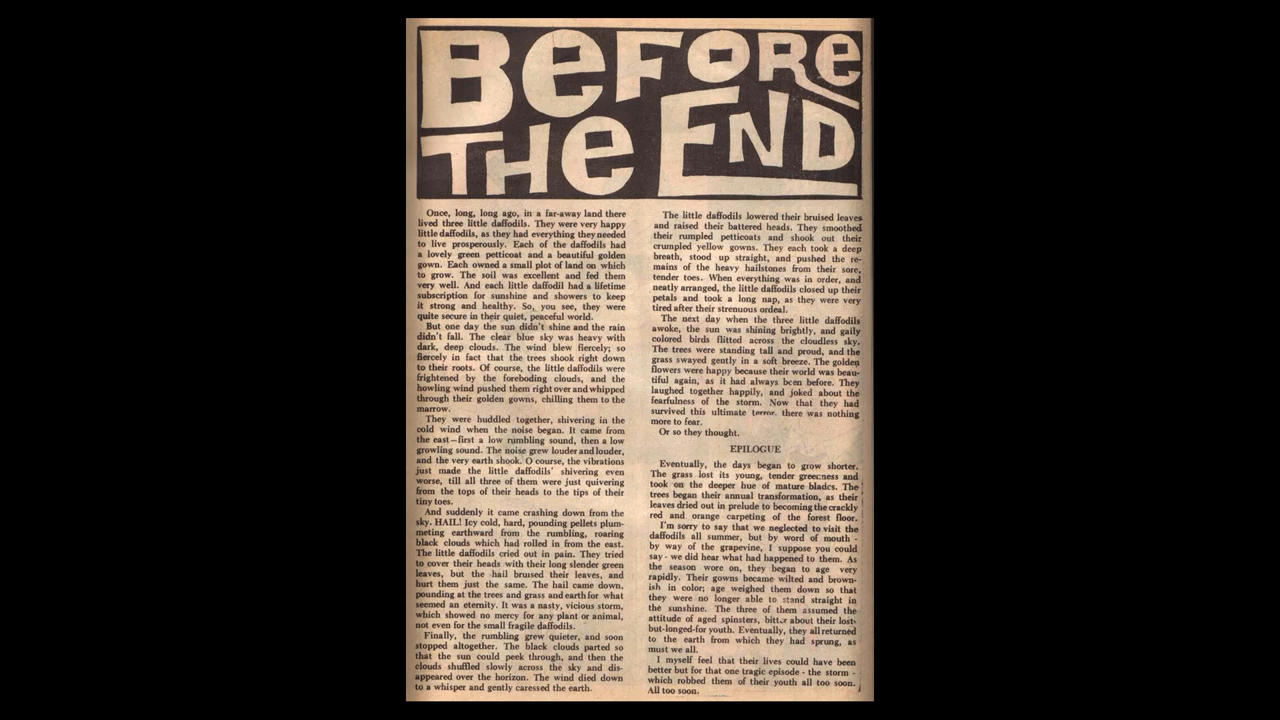 BeFORe
THe END
Once, long, long ago, in a far-away land there
lived three little daffodils. They were very happy
little daffodils, as they had everything they needed
to live prosperously. Each of the daffodils had
a lovely green petticoat and a beautiful golden
gown. Each owned a small plot of land on which
to grow. The soil was excellent and fed them
very well. And each little daffodil had a lifetime
subscription for sunshine and showers to keep
it strong and healthy. So, you see, they were
quite secure in their quiet, peaceful world.
But one day the sun didn't shine and the rain
didn't fall. The clear blue sky was heavy with
dark, deep clouds. The wind blew fiercely; so
fiercely in fact that the trees shook right down
to their roots. Of course, the little daffodils were
frightened by the foreboding clouds, and the
howling wind pushed them right over and whipped
through their golden gowns, chilling them to the
marrow.
They were huddled together, shivering in the
cold wind when the noise began. It came from
the east—first a low rumbling sound, then a low
growling sound. The noise grew louder and louder,
and the very earth shook. O course, the vibrations
just made the little daffodils' shivering even
worse, till all three of them were just quivering
from the tops of their heads to the tips of their
tiny toes.
And suddenly it came crashing down from the
sky. HAIL! Icy cold, hard, pounding pellets plum-
meting earthward from the rumbling, roaring
black clouds which had rolled in from the east.
The little daffodils cried out in pain. They tried
to cover their heads with their long slender green
leaves, but the hail bruised their leaves, and
hurt them just the same. The hail came down,
pounding at the trees and grass and earth for what
seemed an eternity. It was a nasty, vicious storm,
which showed no mercy for any plant or animal,
not even for the small fragile daffodils.
Finally, the rumbling grew quieter, and soon
stopped altogether. The black clouds parted so
that the sun could peek through, and then the
clouds shuffled slowly across the sky and dis-
appeared over the horizon. The wind died down
to a whisper and gently caressed the earth.
The little daffodils lowered their bruised leaves
and raised their battered heads. They smoothed
their rumpled petticoats and shook out their
crumpled yellow gowns. They each took a deep
breath, stood up straight, and pushed the re-
mains of the heavy hailstones from their sore,
tender toes. When everything was in order, and
neatly arranged, the little daffodils closed up their
petals and took a long nap, as they were very
tired after their strenuous ordeal.
The next day when the three little daffodils
awoke, the sun was shining brightly, and gaily
colored birds flitted across the cloudless sky.
The trees were standing tall and proud, and the
grass swayed gently in a soft breeze. The golden
flowers were happy because their world was beau-
tiful again, as it had always been before. They
laughed together happily, and joked about the
fearfulness of the storm. Now that they had
survived this ultimate terror, there was nothing
more to fear.
Or so they thought.
EPILOGUE
Eventually, the days began to grow shorter.
The grass lost its young, tender greenness and
took on the deeper hue of mature blades. The
trees began their annual transformation, as their
leaves dried out in prelude to becoming the crackly
red and orange carpeting of the forest floor.
I'm sorry to say that we neglected to visit the
daffodils all summer, but by word of mouth -
by way of the grapevine, I suppose you could
say - we did hear what had happened to them. As
the season wore on, they began to age very
rapidly. Their gowns became wilted and brown-
ish in color; age weighed them down so that
they were no longer able to stand straight in
the sunshine. The three of them assumed the
attitude of aged spinsters, bitter about their lost-
but-longed-for youth. Eventually, they all returned
to the earth from which they had sprung, as
must we all.
I myself feel that their lives could have been
better but for that one tragic episode - the storm -
which robbed them of their youth all too soon.
All too soon.